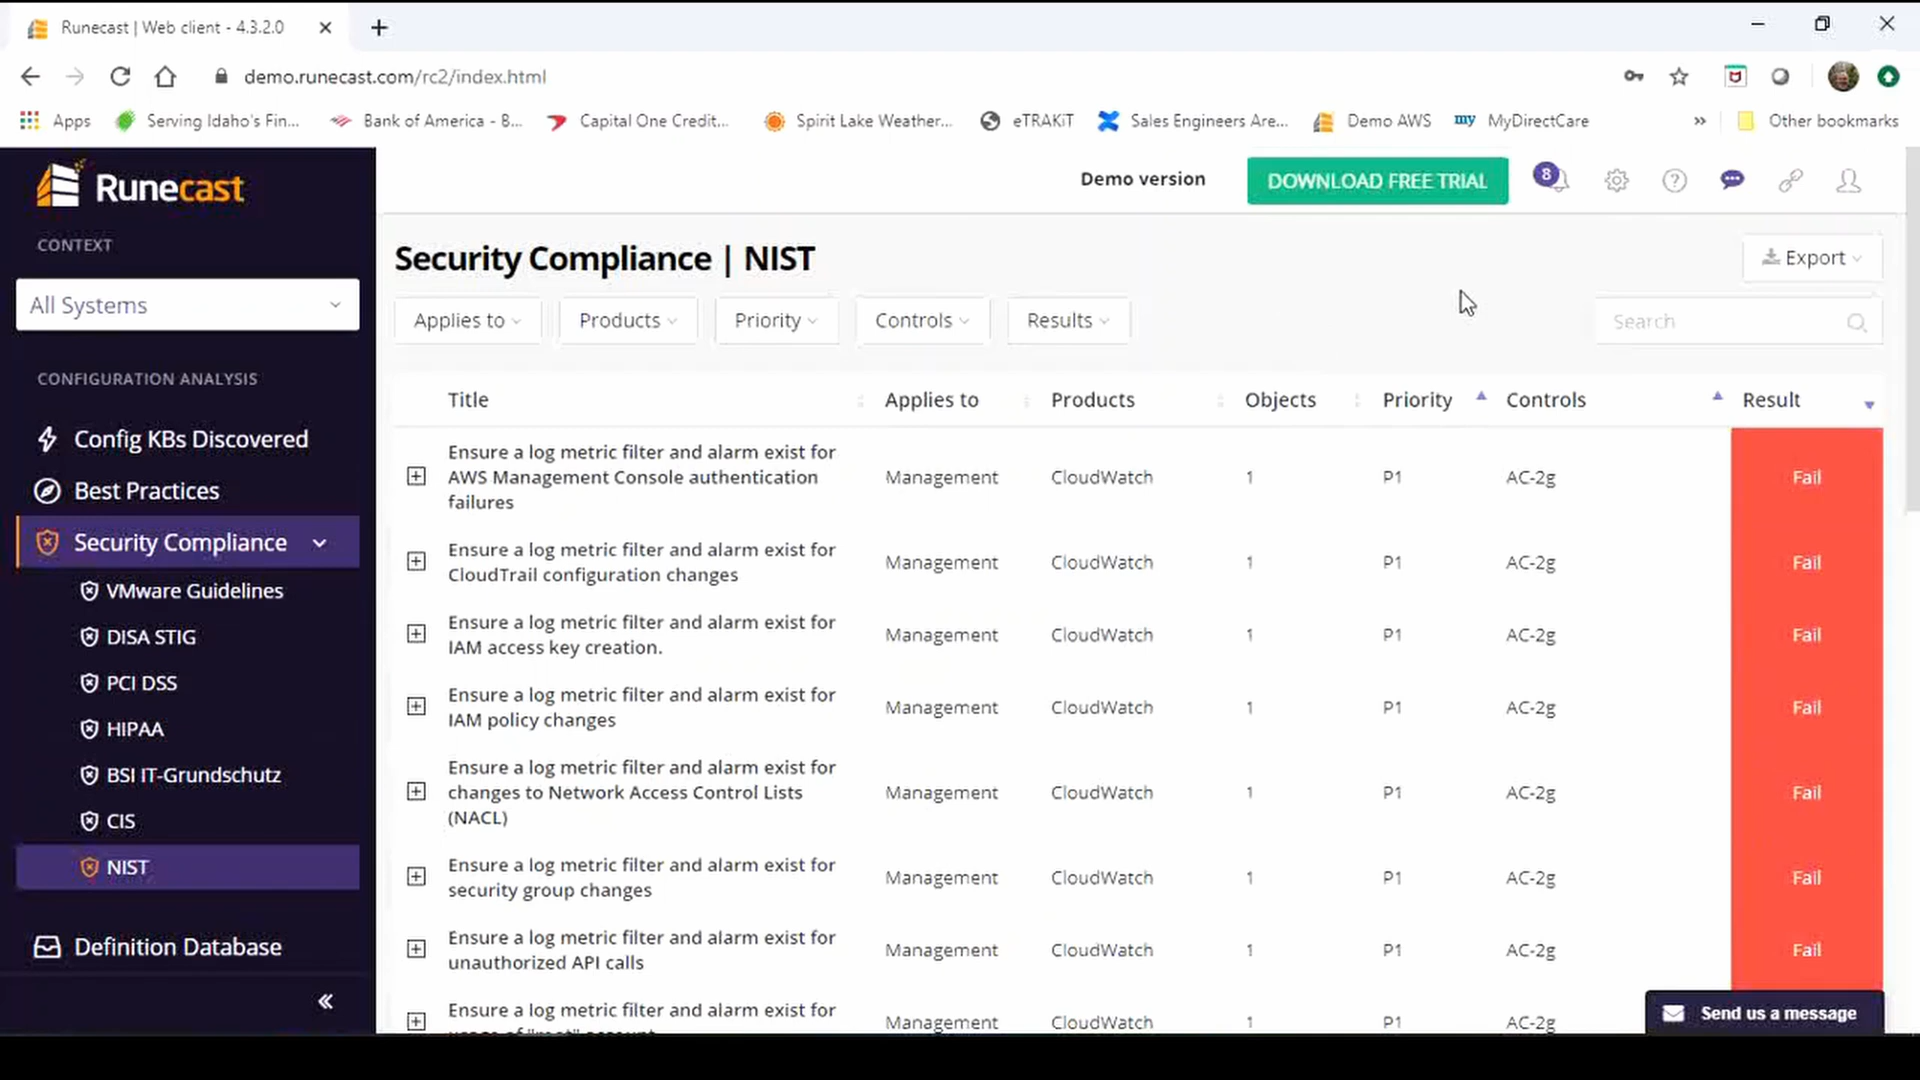 Runecast | Web client - 4.3.2.0
demo.runecast.com/rc2/index.html
Apps Serving Idaho's Fin... Bank of America - B... Capital One Credit... Spirit Lake Weather... eTRAKiT Sales Engineers Are... Demo AWS my MyDirectCare » Other bookmarks
Runecast
Demo version DOWNLOAD FREE TRIAL 8
CONTEXT
All Systems
CONFIGURATION ANALYSIS
Config KBs Discovered
Best Practices
Security Compliance
VMware Guidelines
DISA STIG
PCI DSS
HIPAA
BSI IT-Grundschutz
CIS
NIST
Definition Database
«
Security Compliance | NIST
Export
Applies to Products Priority Controls Results
Search
Title Applies to Products Objects Priority Controls Result
Ensure a log metric filter and alarm exist for
AWS Management Console authentication
failures
Management CloudWatch 1 P1 AC-2g Fail
Ensure a log metric filter and alarm exist for
CloudTrail configuration changes
Management CloudWatch 1 P1 AC-2g Fail
Ensure a log metric filter and alarm exist for
IAM access key creation.
Management CloudWatch 1 P1 AC-2g Fail
Ensure a log metric filter and alarm exist for
IAM policy changes
Management CloudWatch 1 P1 AC-2g Fail
Ensure a log metric filter and alarm exist for
changes to Network Access Control Lists
(NACL)
Management CloudWatch 1 P1 AC-2g Fail
Ensure a log metric filter and alarm exist for
security group changes
Management CloudWatch 1 P1 AC-2g Fail
Ensure a log metric filter and alarm exist for
unauthorized API calls
Management CloudWatch 1 P1 AC-2g Fail
Ensure a log metric filter and alarm exist for
usage of "root" account
Management CloudWatch 1 P1 AC-2g
Send us a message